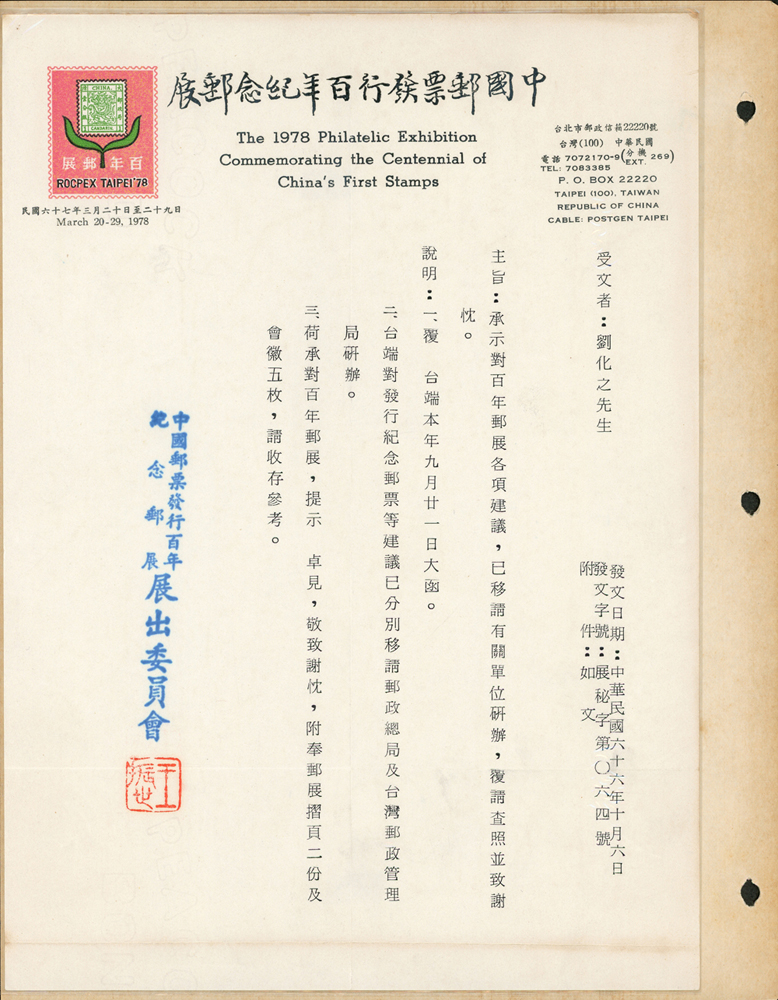 展郵念紀年百行發票郵國中
The 1978 Philatelic Exhibition
Commemorating the Centennial of
China's First Stamps
CHINA
CANDARIN
展郵年百
ROCPEX TAIPEI'78
民國六十七年三月二十日至二十九日
March 20-29, 1978
台北市郵政信箱22220號
台灣(100) 中華民國
電話 7072170-9(分機 EXT. 269)
TEL: 7083385
P. O. BOX 22220
TAIPEI (100), TAIWAN
REPUBLIC OF CHINA
CABLE: POSTGEN TAIPEI
發文日期：中華民國六十六年十月六日
發文字號：展秘字第〇六四號
附件：如文
受文者：劉化之先生
主旨：承示對百年郵展各項建議，已移請有關單位研辦，覆請查照並致謝
忱。
說明：一、覆 台端本年九月廿一日大函。
二、台端對發行紀念郵票等建議已分別移請郵政總局及台灣郵政管理
局研辦。
三、荷承對百年郵展，提示 卓見，敬致謝忱，附奉郵展摺頁二份及
會徽五枚，請收存參考。
中國郵票發行百年
紀念郵展
展出委員會
王
振世